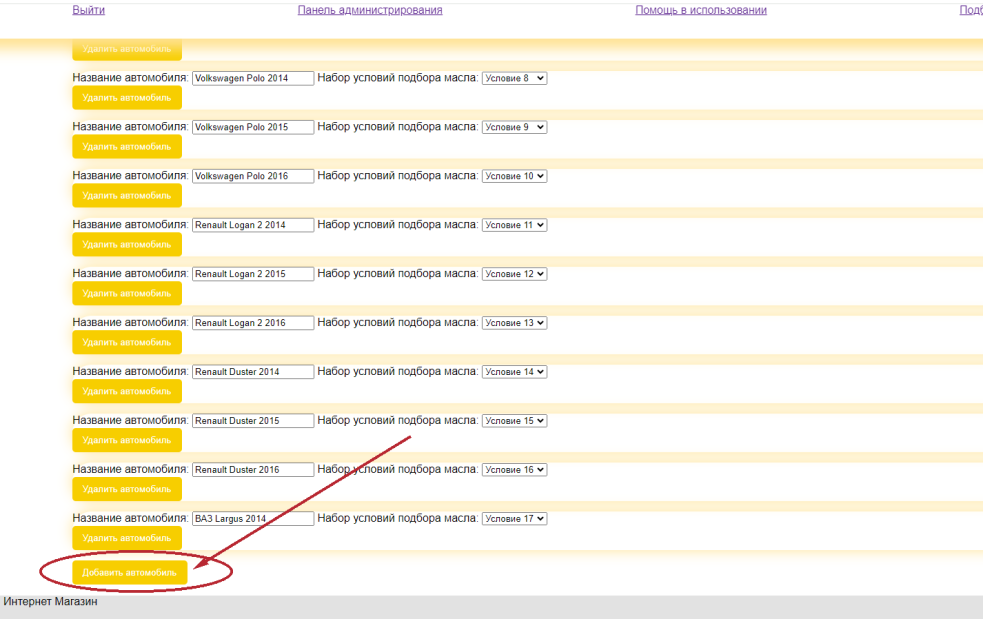 Выйти Панель администрирования Помощь в использовании
Удалить автомобиль
Название автомобиля: Volkswagen Polo 2014 Набор условий подбора масла: Условие 8
Удалить автомобиль
Название автомобиля: Volkswagen Polo 2015 Набор условий подбора масла: Условие 9
Удалить автомобиль
Название автомобиля: Volkswagen Polo 2016 Набор условий подбора масла: Условие 10
Удалить автомобиль
Название автомобиля: Renault Logan 2 2014 Набор условий подбора масла: Условие 11
Удалить автомобиль
Название автомобиля: Renault Logan 2 2015 Набор условий подбора масла: Условие 12
Удалить автомобиль
Название автомобиля: Renault Logan 2 2016 Набор условий подбора масла: Условие 13
Удалить автомобиль
Название автомобиля: Renault Duster 2014 Набор условий подбора масла: Условие 14
Удалить автомобиль
Название автомобиля: Renault Duster 2015 Набор условий подбора масла: Условие 15
Удалить автомобиль
Название автомобиля: Renault Duster 2016 Набор условий подбора масла: Условие 16
Удалить автомобиль
Название автомобиля: ВАЗ Largus 2014 Набор условий подбора масла: Условие 17
Удалить автомобиль
Добавить автомобиль
Интернет Магазин